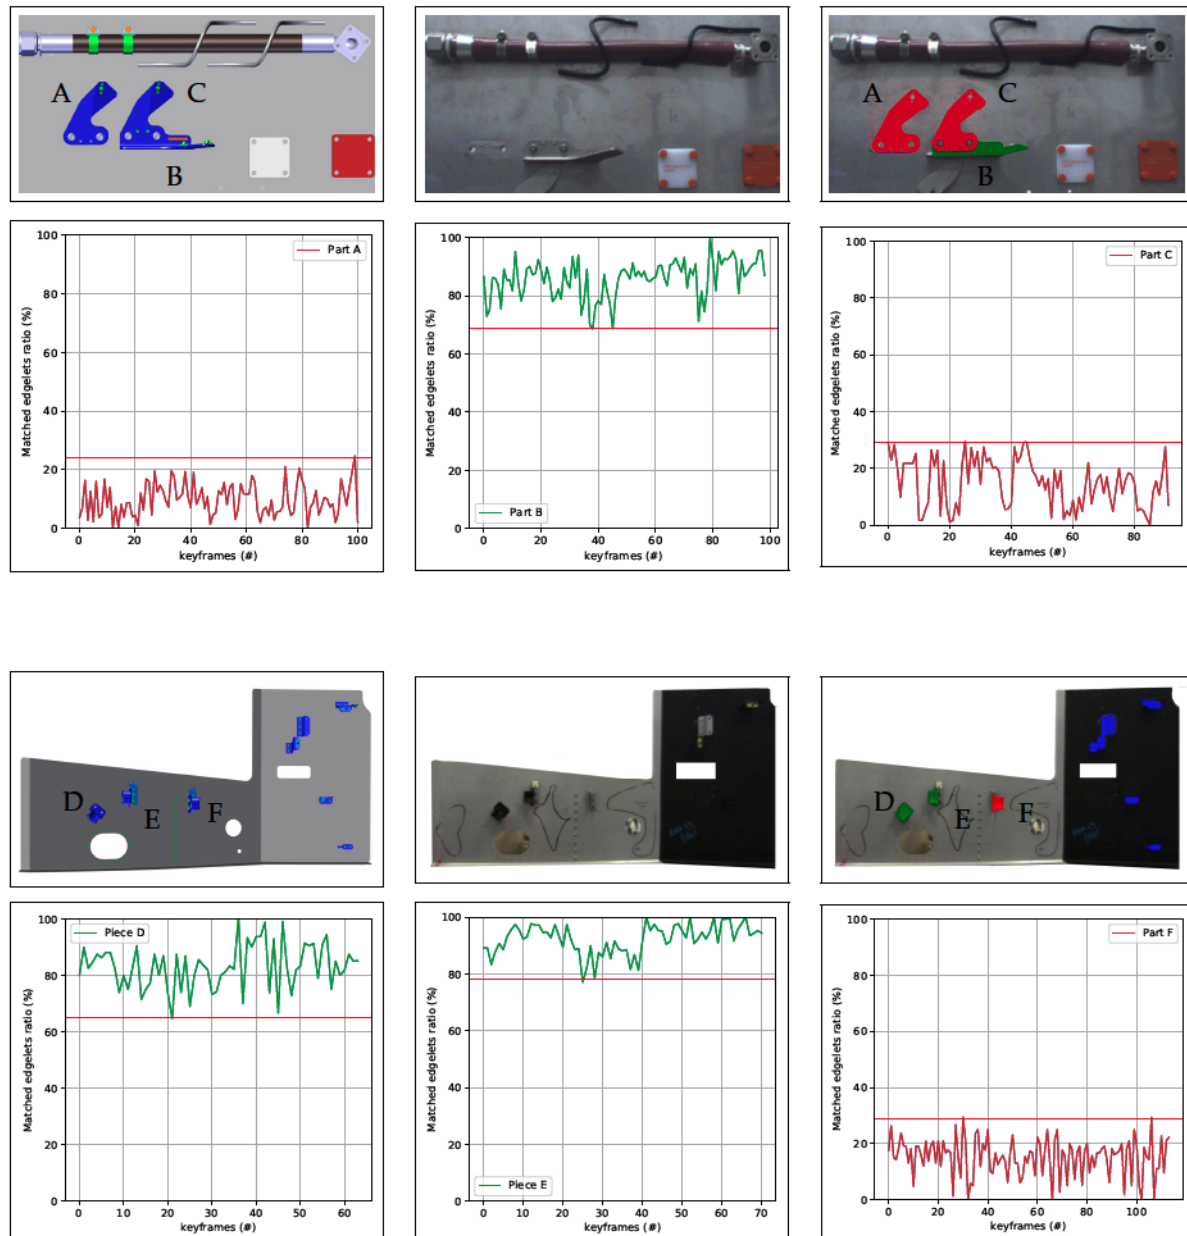 A
C
B
A
C
B
100
80
60
40
20
0
Matched edgelets ratio (%)
Part A
0 20 40 60 80 100
keyframes (#)
100
80
60
40
20
0
Matched edgelets ratio (%)
Part B
0 20 40 60 80 100
keyframes (#)
100
80
60
40
20
0
Matched edgelets ratio (%)
Part C
0 20 40 60 80
keyframes (#)
D
E
F
D
E
F
100
80
60
40
20
0
Matched edgelets ratio (%)
Piece D
0 10 20 30 40 50 60
keyframes (#)
100
80
60
40
20
0
Matched edgelets ratio (%)
Piece E
0 10 20 30 40 50 60 70
keyframes (#)
100
80
60
40
20
0
Matched edgelets ratio (%)
Part F
0 20 40 60 80 100
keyframes (#)